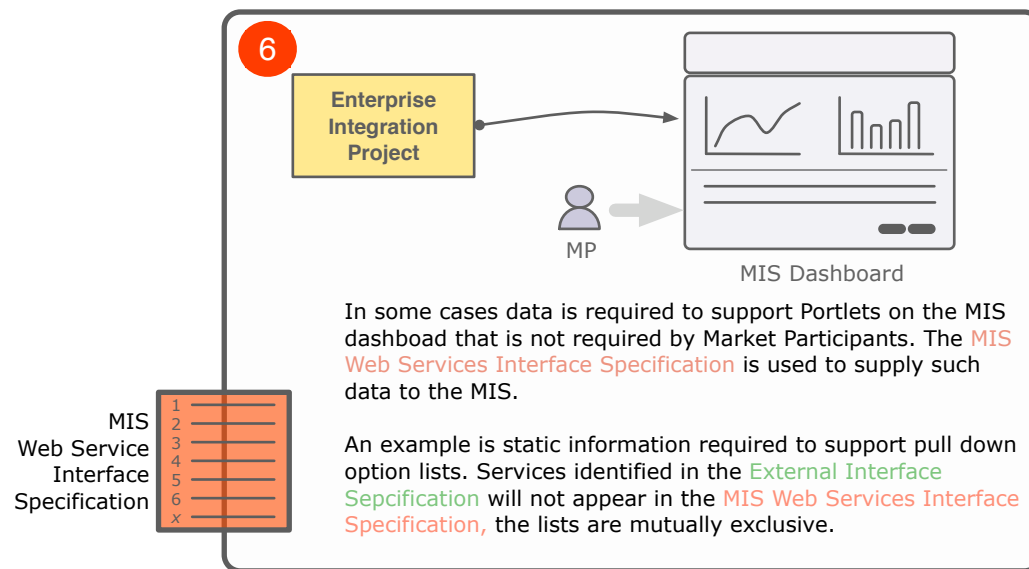 6
Enterprise
Integration
Project
MP
MIS Dashboard
In some cases data is required to support Portlets on the MIS
dashboad that is not required by Market Participants. The MIS
Web Services Interface Specification is used to supply such
data to the MIS.
An example is static information required to support pull down
option lists. Services identified in the External Interface
Sepcification will not appear in the MIS Web Services Interface
Specification, the lists are mutually exclusive.
MIS
Web Service
Interface
Specification
1
2
3
4
5
6
x